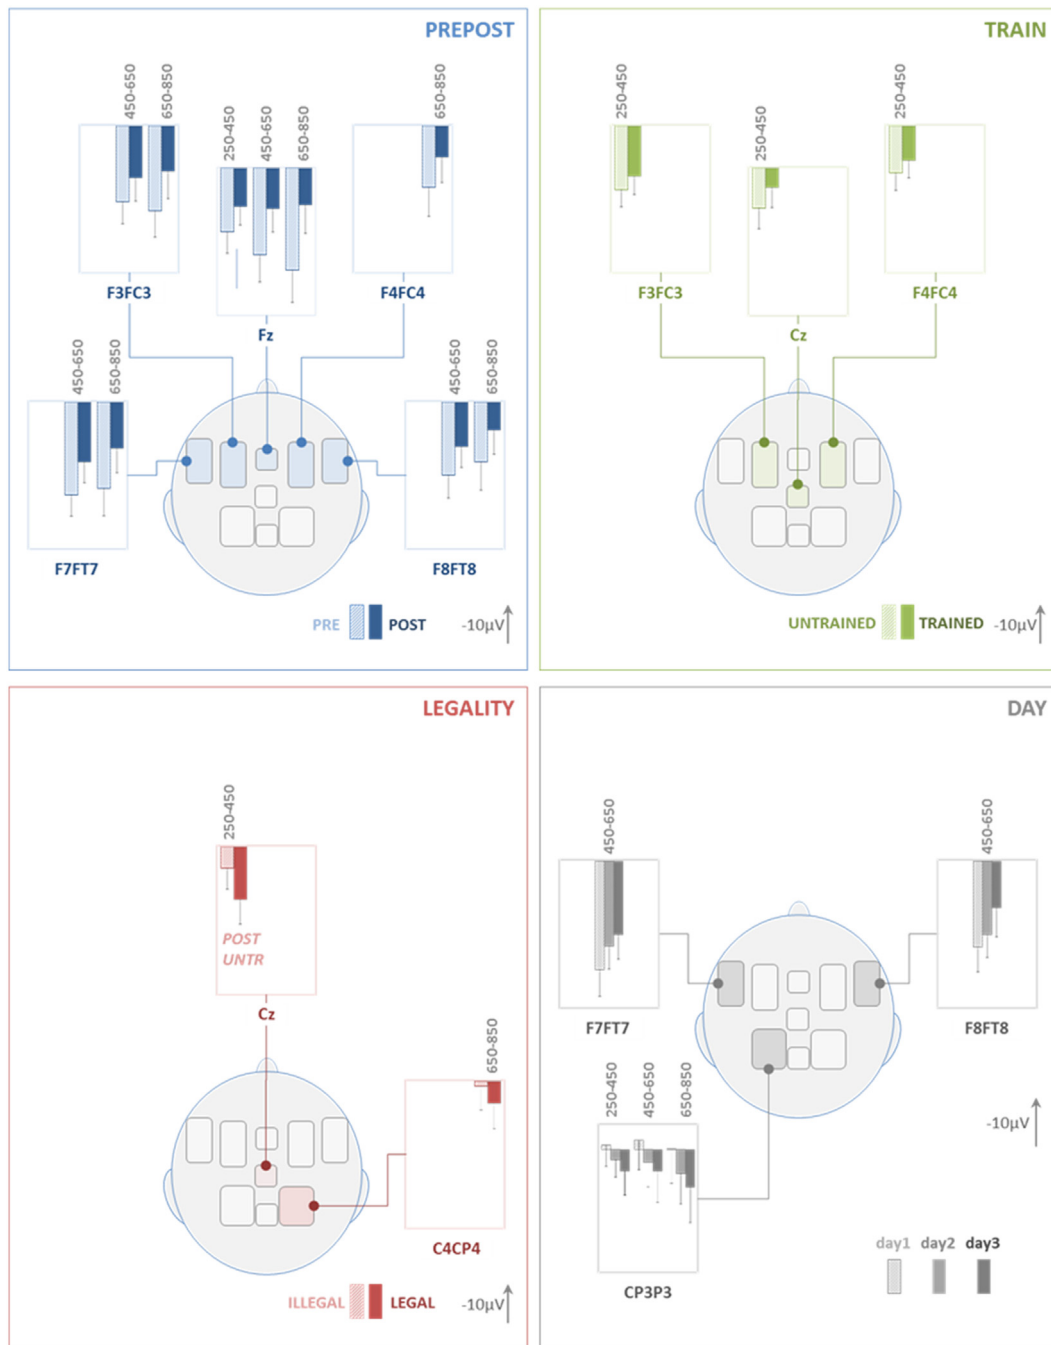 PREPOST
450-650
650-850
F3FC3
250-450
450-650
650-850
Fz
650-850
F4FC4
450-650
650-850
F7FT7
450-650
650-850
F8FT8
PRE POST -10µV
TRAIN
250-450
F3FC3
250-450
Cz
250-450
F4FC4
UNTRAINED TRAINED -10µV
LEGALITY
250-450
POST
UNTR
Cz
650-850
C4CP4
ILLEGAL LEGAL -10µV
DAY
450-650
F7FT7
450-650
F8FT8
250-450
450-650
650-850
CP3P3
-10µV
day1 day2 day3